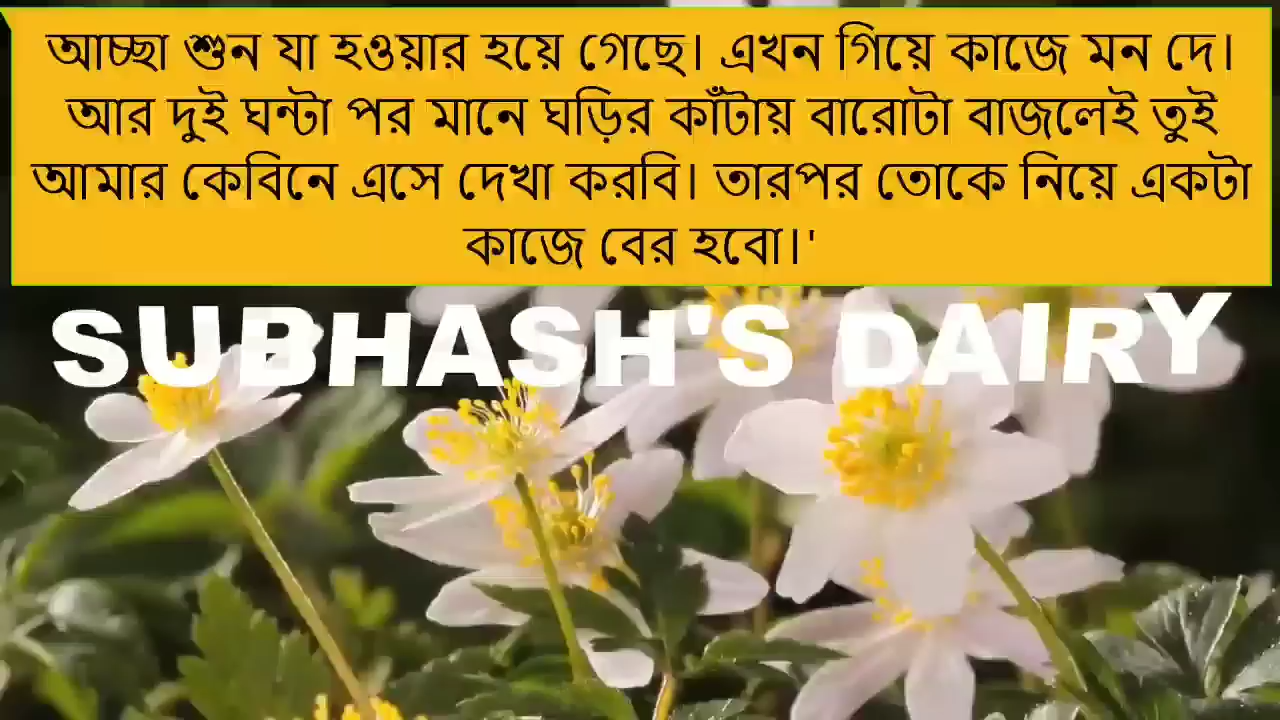 আচ্ছা শুন যা হওয়ার হয়ে গেছে। এখন গিয়ে কাজে মন দে।
আর দুই ঘন্টা পর মানে ঘড়ির কাঁটায় বারোটা বাজলেই তুই
আমার কেবিনে এসে দেখা করবি। তারপর তোকে নিয়ে একটা
কাজে বের হবো।'
SUBHASH'S DAIRY